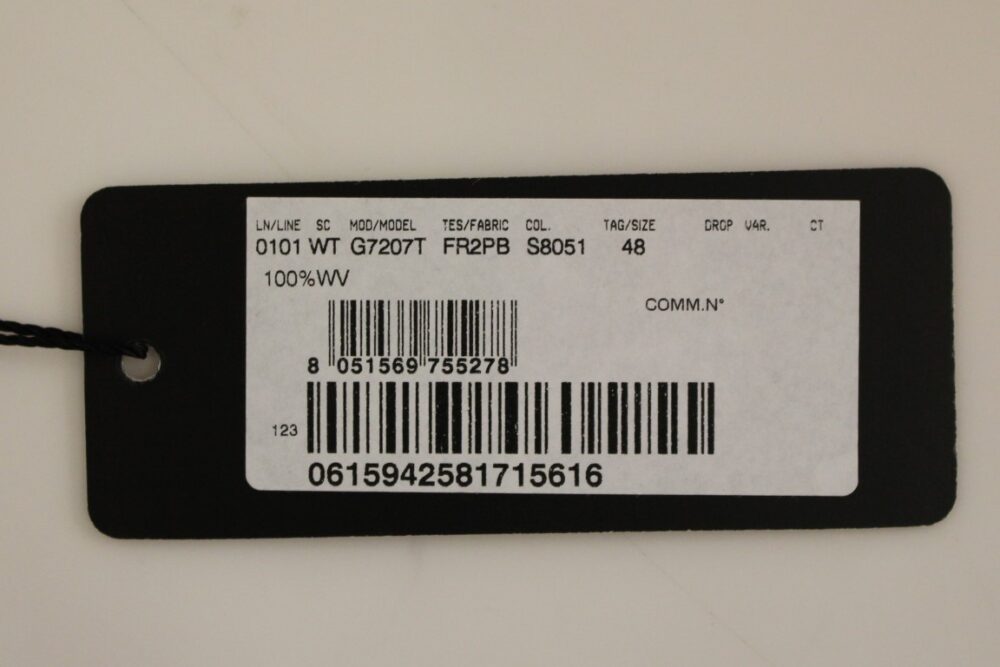 LN/LINE SC MOD/MODEL TES/FABRIC COL. TAG/SIZE DROP V4R. CT
0101 WT G7207T FR2PB S8051 48
100%WV
COMM.N°
8 051569 755278
123
0615942581715616